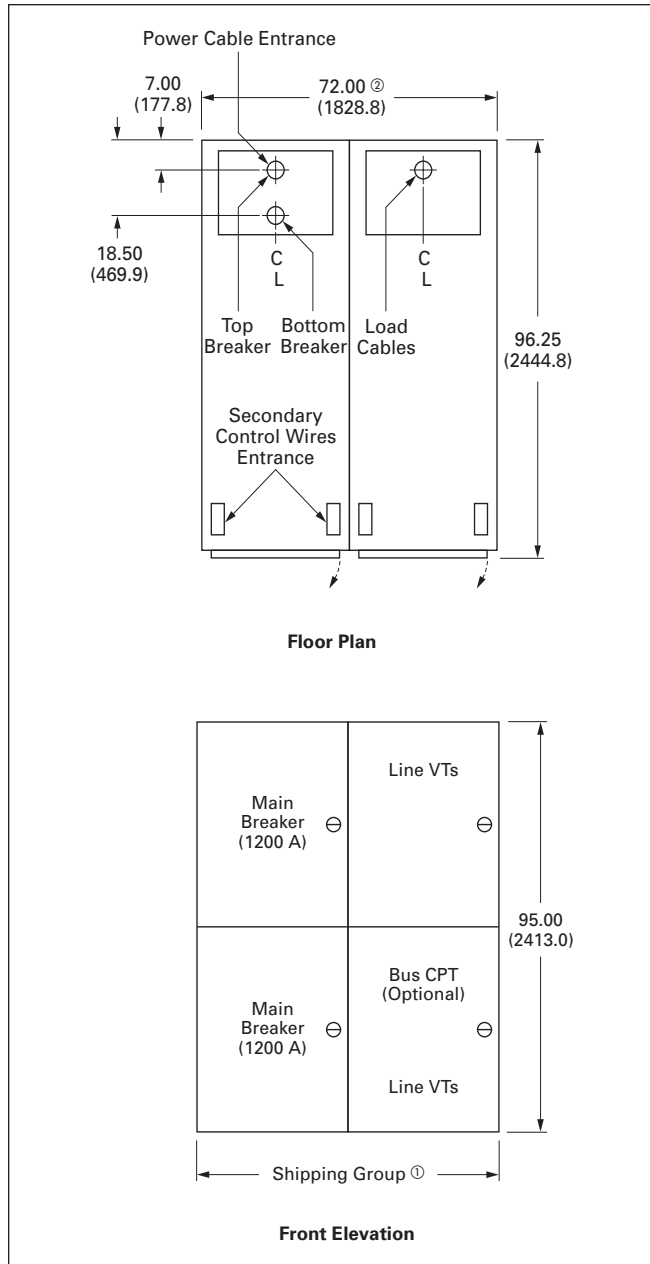 Power Cable Entrance
7.00
(177.8)
72.00 ②
(1828.8)
18.50
(469.9)
C
L
C
L
Top
Breaker
Bottom
Breaker
Load
Cables
96.25
(2444.8)
Secondary
Control Wires
Entrance
Floor Plan
Line VTs
Main
Breaker
(1200 A)
95.00
(2413.0)
Bus CPT
(Optional)
Main
Breaker
(1200 A)
Line VTs
Shipping Group ①
Front Elevation